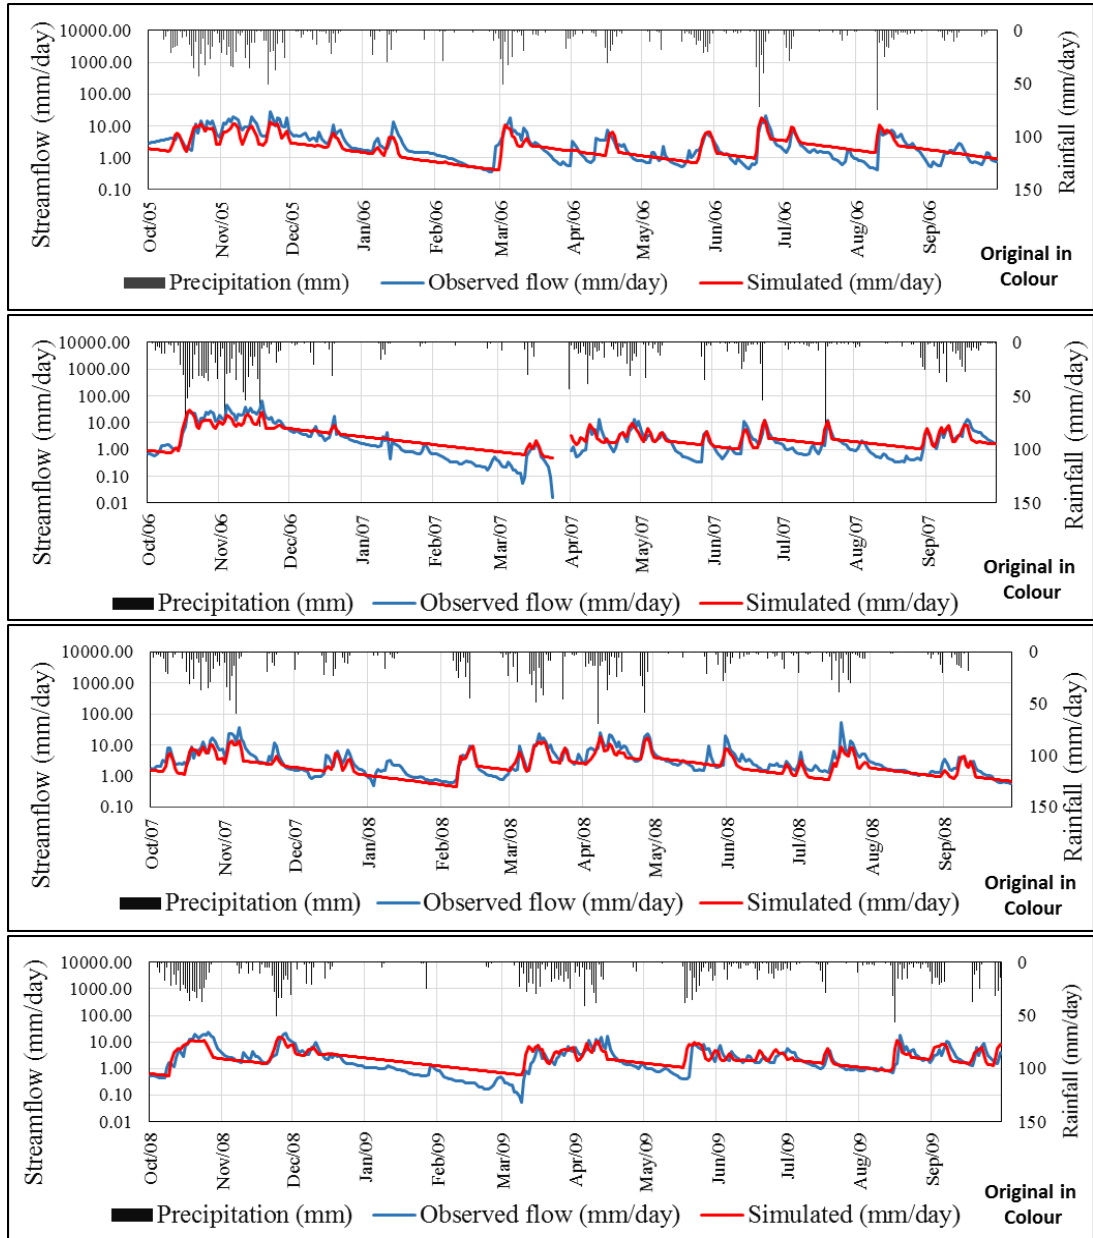 Streamflow (mm/day)
10000.00
1000.00
100.00
10.00
1.00
0.10
0
50
100
150
Rainfall (mm/day)
Oct/05
Nov/05
Dec/05
Jan/06
Feb/06
Mar/06
Apr/06
May/06
Jun/06
Jul/06
Aug/06
Sep/06
Original in
Colour
Precipitation (mm) Observed flow (mm/day) Simulated (mm/day)
Streamflow (mm/day)
10000.00
1000.00
100.00
10.00
1.00
0.10
0.01
0
50
100
150
Rainfall (mm/day)
Oct/06
Nov/06
Dec/06
Jan/07
Feb/07
Mar/07
Apr/07
May/07
Jun/07
Jul/07
Aug/07
Sep/07
Original in
Colour
Precipitation (mm) Observed flow (mm/day) Simulated (mm/day)
Streamflow (mm/day)
10000.00
1000.00
100.00
10.00
1.00
0.10
0
50
100
150
Rainfall (mm/day)
Oct/07
Nov/07
Dec/07
Jan/08
Feb/08
Mar/08
Apr/08
May/08
Jun/08
Jul/08
Aug/08
Sep/08
Original in
Colour
Precipitation (mm) Observed flow (mm/day) Simulated (mm/day)
Streamflow (mm/day)
10000.00
1000.00
100.00
10.00
1.00
0.10
0.01
0
50
100
150
Rainfall (mm/day)
Oct/08
Nov/08
Dec/08
Jan/09
Feb/09
Mar/09
Apr/09
May/09
Jun/09
Jul/09
Aug/09
Sep/09
Original in
Colour
Precipitation (mm) Observed flow (mm/day) Simulated (mm/day)